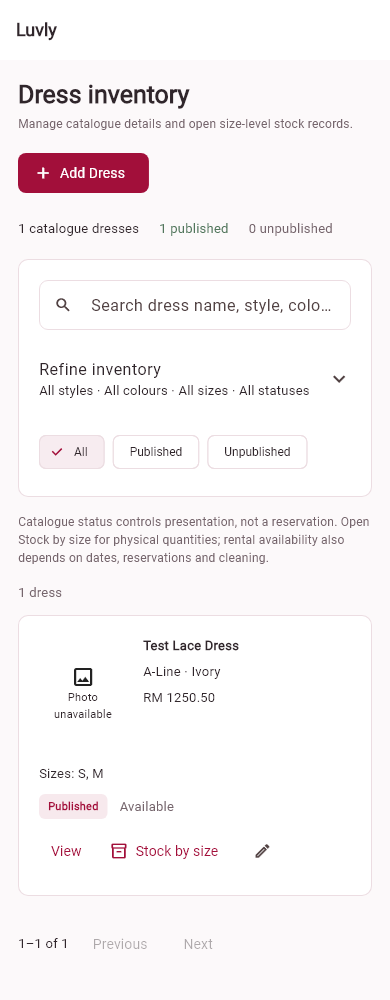 Luvly
Dress inventory
Manage catalogue details and open size-level stock records.
Add Dress
1 catalogue dresses 1 published 0 unpublished
Search dress name, style, colo...
Refine inventory
All styles · All colours · All sizes · All statuses
All Published Unpublished
Catalogue status controls presentation, not a reservation. Open
Stock by size for physical quantities; rental availability also
depends on dates, reservations and cleaning.
1 dress
Test Lace Dress
A-Line · Ivory
RM 1250.50
Photo
unavailable
Sizes: S, M
Published Available
View Stock by size
1–1 of 1 Previous Next